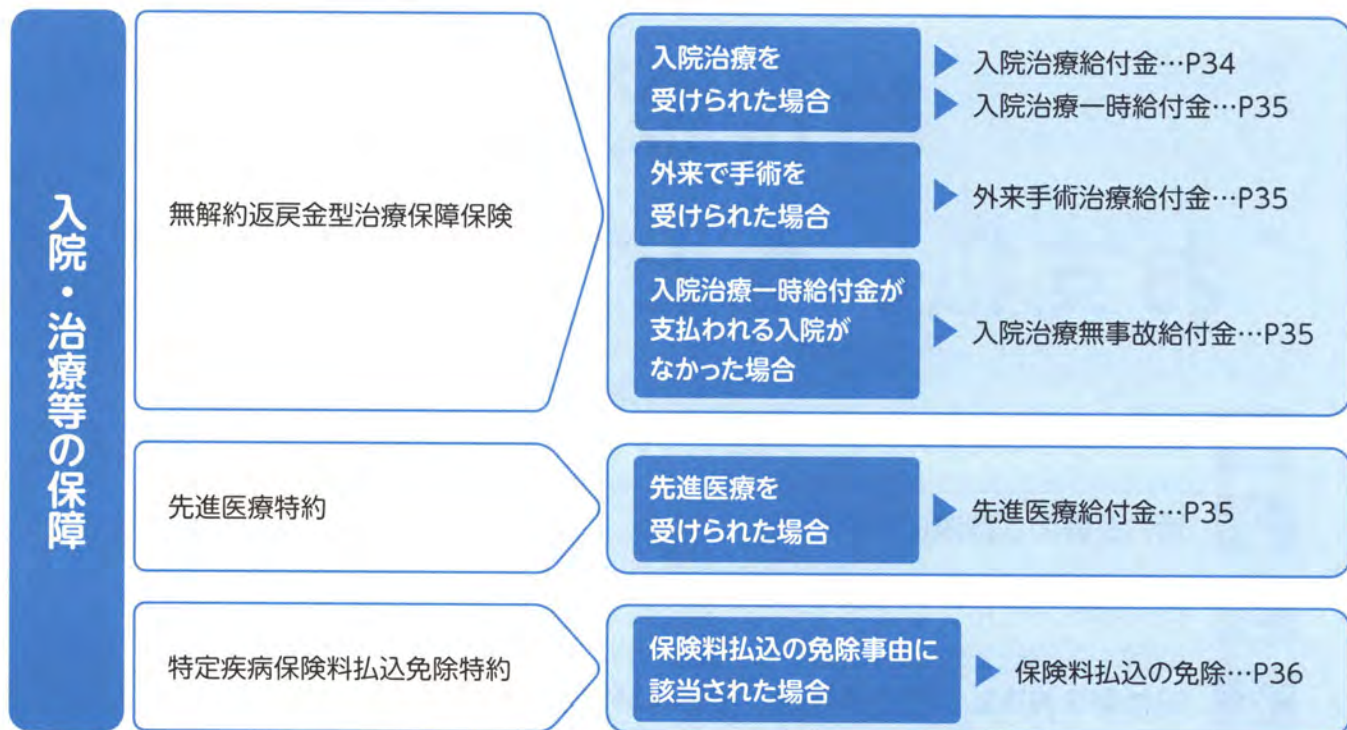 入院・治療等の保障
無解約返戻金型治療保障保険
入院治療を
受けられた場合
入院治療給付金…P34
入院治療一時給付金…P35
外来で手術を
受けられた場合
外来手術治療給付金…P35
入院治療一時給付金が
支払われる入院が
なかった場合
入院治療無事故給付金…P35
先進医療特約
先進医療を
受けられた場合
先進医療給付金…P35
特定疾病保険料払込免除特約
保険料払込の免除事由に
該当された場合
保険料払込の免除…P36